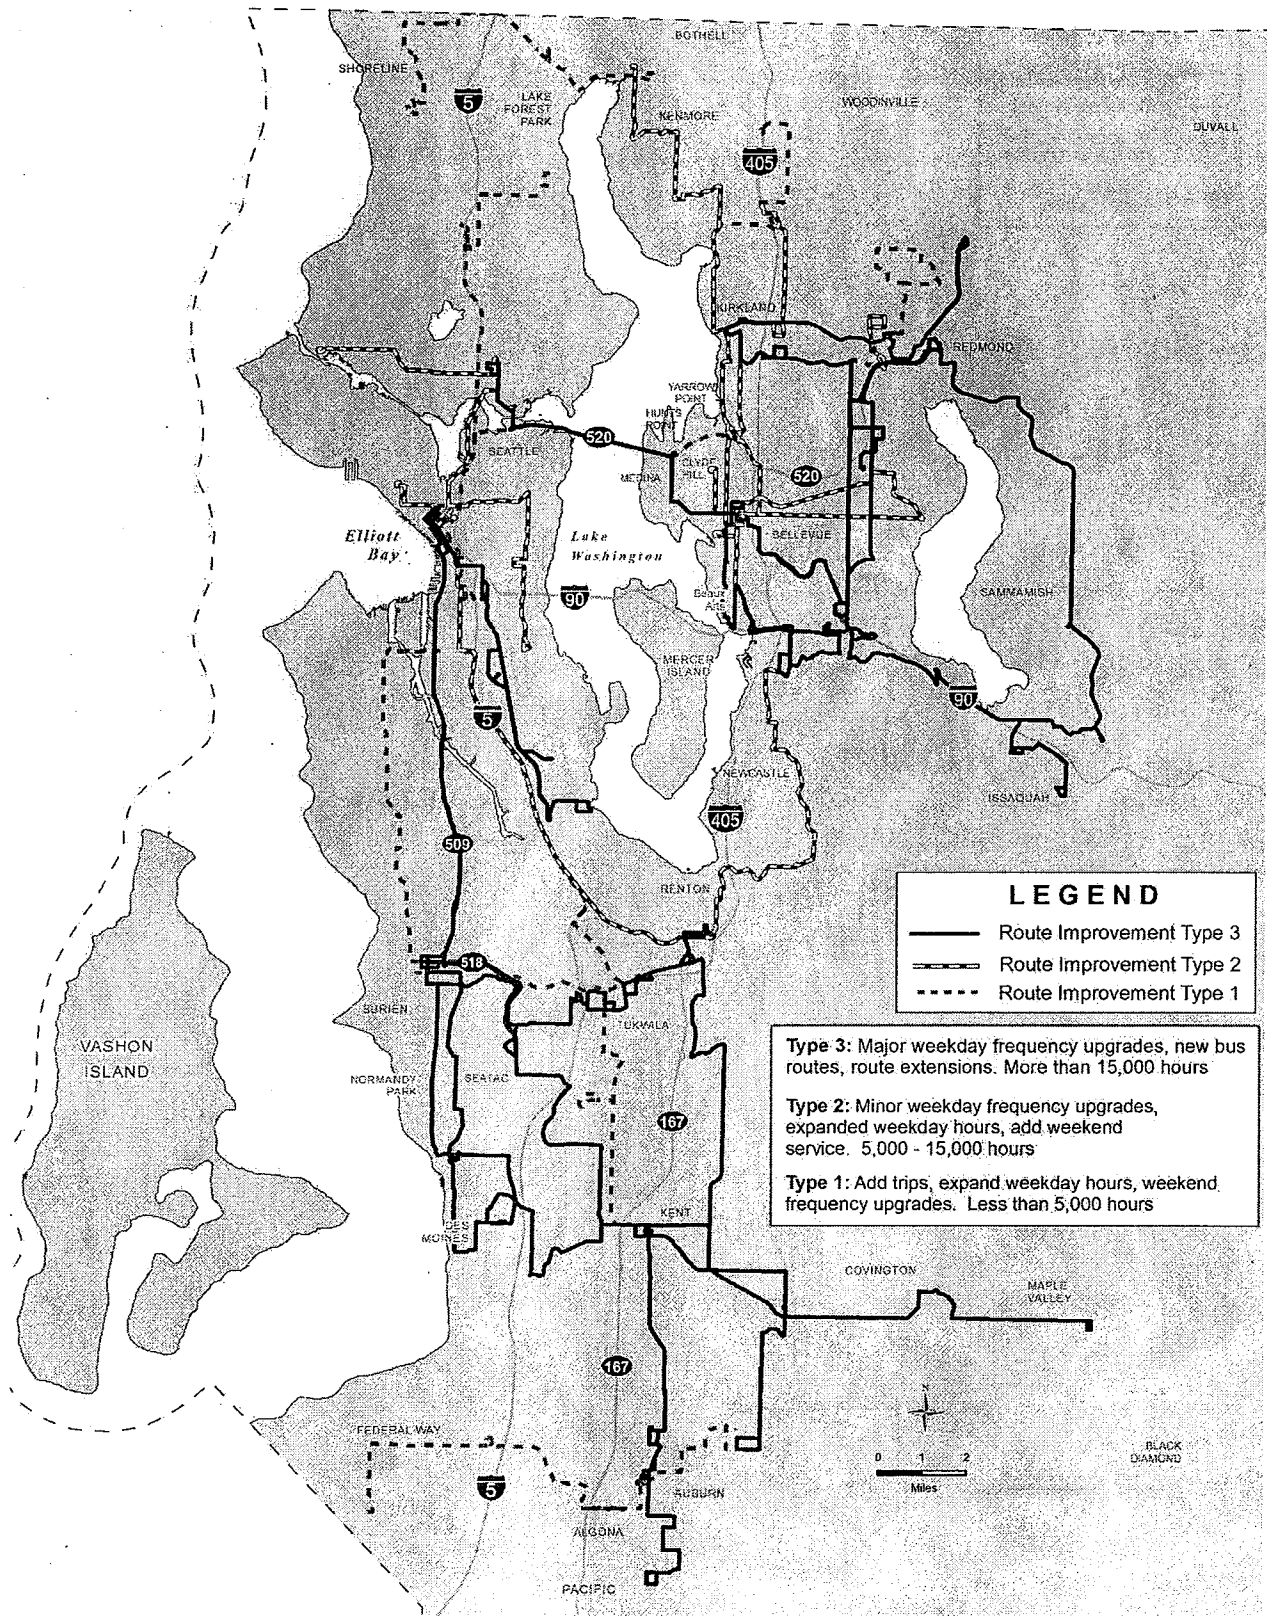 BOTHELL
SHORELINE
5
LAKE
FOREST
PARK
KENMORE
WOODINVILLE
DUVALL
405
KIRKLAND
REDMOND
YARROW
POINT
HUNTS
POINT
520
SEATTLE
CLYDE
HILL
MEDINA
520
Elliott
Bay
Lake
Washington
BELLEVUE
90
Beaux
Arts
SAMMAMISH
MERCER
ISLAND
90
5
NEWCASTLE
ISSAQUAH
405
509
RENTON
LEGEND
Route Improvement Type 3
Route Improvement Type 2
Route Improvement Type 1
518
BURIEN
TUKWILA
VASHON
ISLAND
NORMANDY
PARK
SEATAC
167
Type 3: Major weekday frequency upgrades, new bus
routes, route extensions. More than 15,000 hours
Type 2: Minor weekday frequency upgrades,
expanded weekday hours, add weekend
service. 5,000 - 15,000 hours
Type 1: Add trips, expand weekday hours, weekend
frequency upgrades. Less than 5,000 hours
KENT
DES
MOINES
COVINGTON
MAPLE
VALLEY
167
N
FEDERAL WAY
0 1 2
Miles
BLACK
DIAMOND
5
AUBURN
ALGONA
PACIFIC